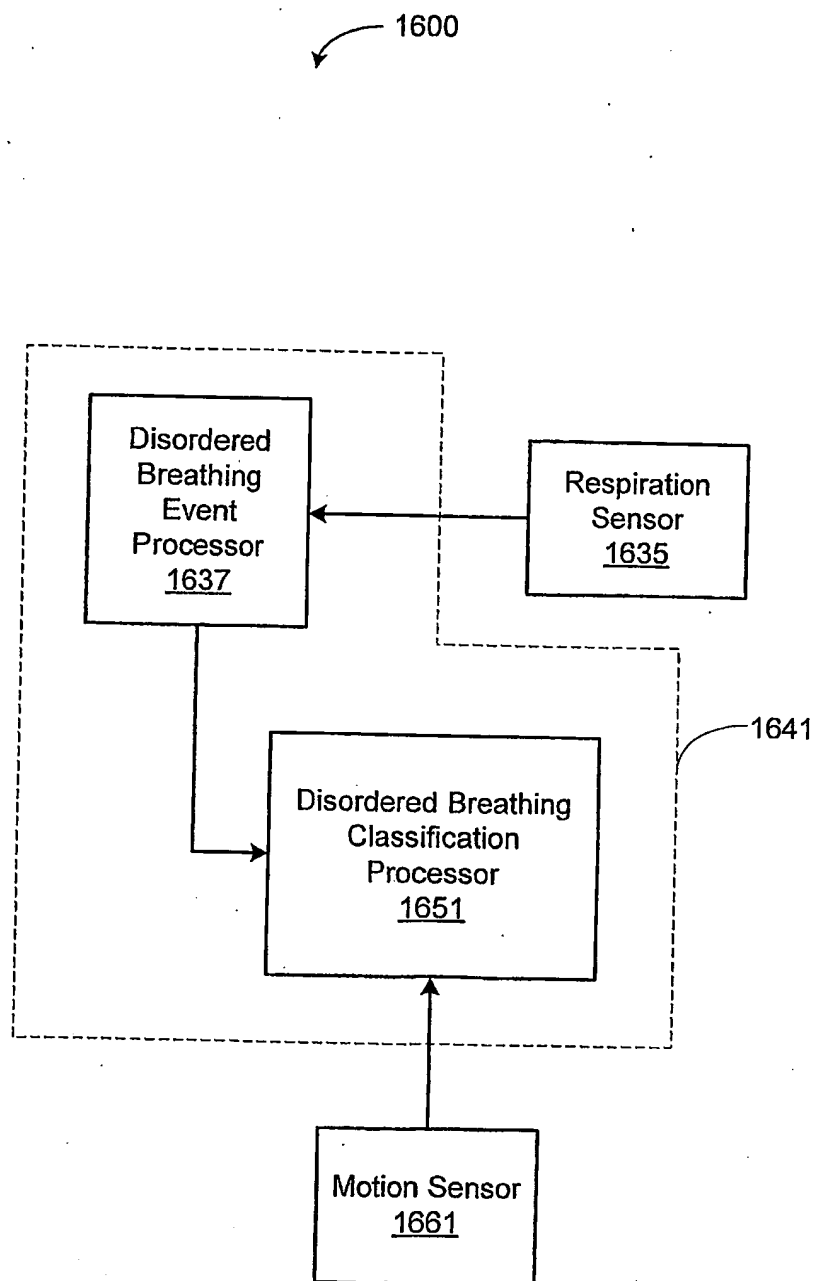 1600
Disordered
Breathing
Event
Processor
1637
Respiration
Sensor
1635
1641
Disordered Breathing
Classification
Processor
1651
Motion Sensor
1661